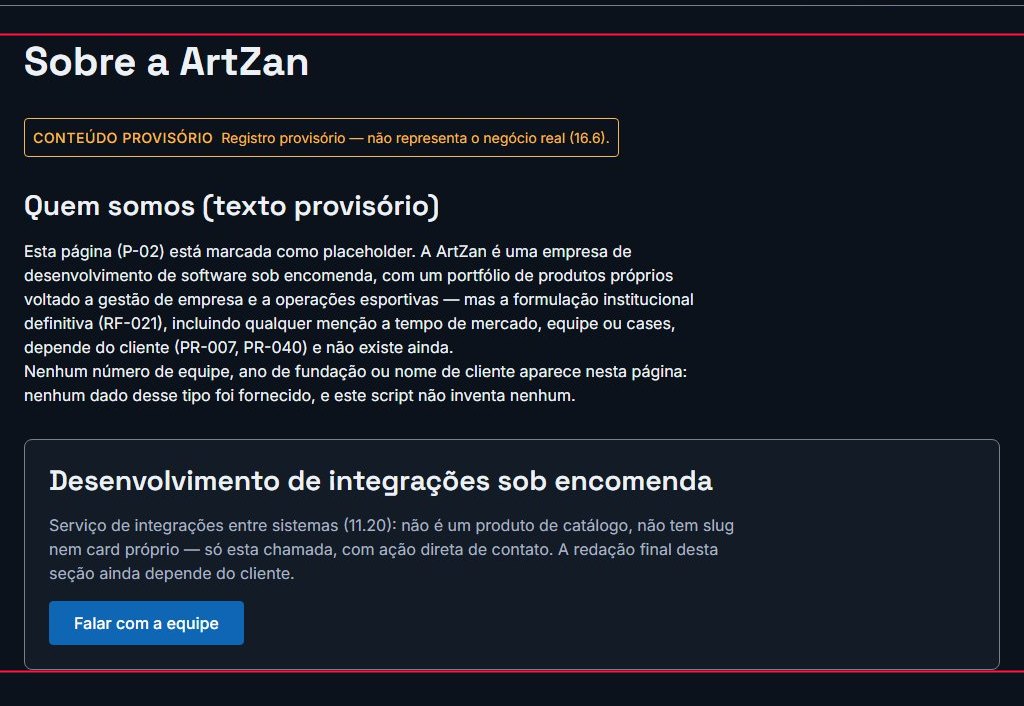 Sobre a ArtZan
CONTEÚDO PROVISÓRIO Registro provisório — não representa o negócio real (16.6).
Quem somos (texto provisório)
Esta página (P-02) está marcada como placeholder. A ArtZan é uma empresa de
desenvolvimento de software sob encomenda, com um portfólio de produtos próprios
voltado a gestão de empresa e a operações esportivas — mas a formulação institucional
definitiva (RF-021), incluindo qualquer menção a tempo de mercado, equipe ou cases,
depende do cliente (PR-007, PR-040) e não existe ainda.
Nenhum número de equipe, ano de fundação ou nome de cliente aparece nesta página:
nenhum dado desse tipo foi fornecido, e este script não inventa nenhum.
Desenvolvimento de integrações sob encomenda
Serviço de integrações entre sistemas (11.20): não é um produto de catálogo, não tem slug
nem card próprio — só esta chamada, com ação direta de contato. A redação final desta
seção ainda depende do cliente.
Falar com a equipe